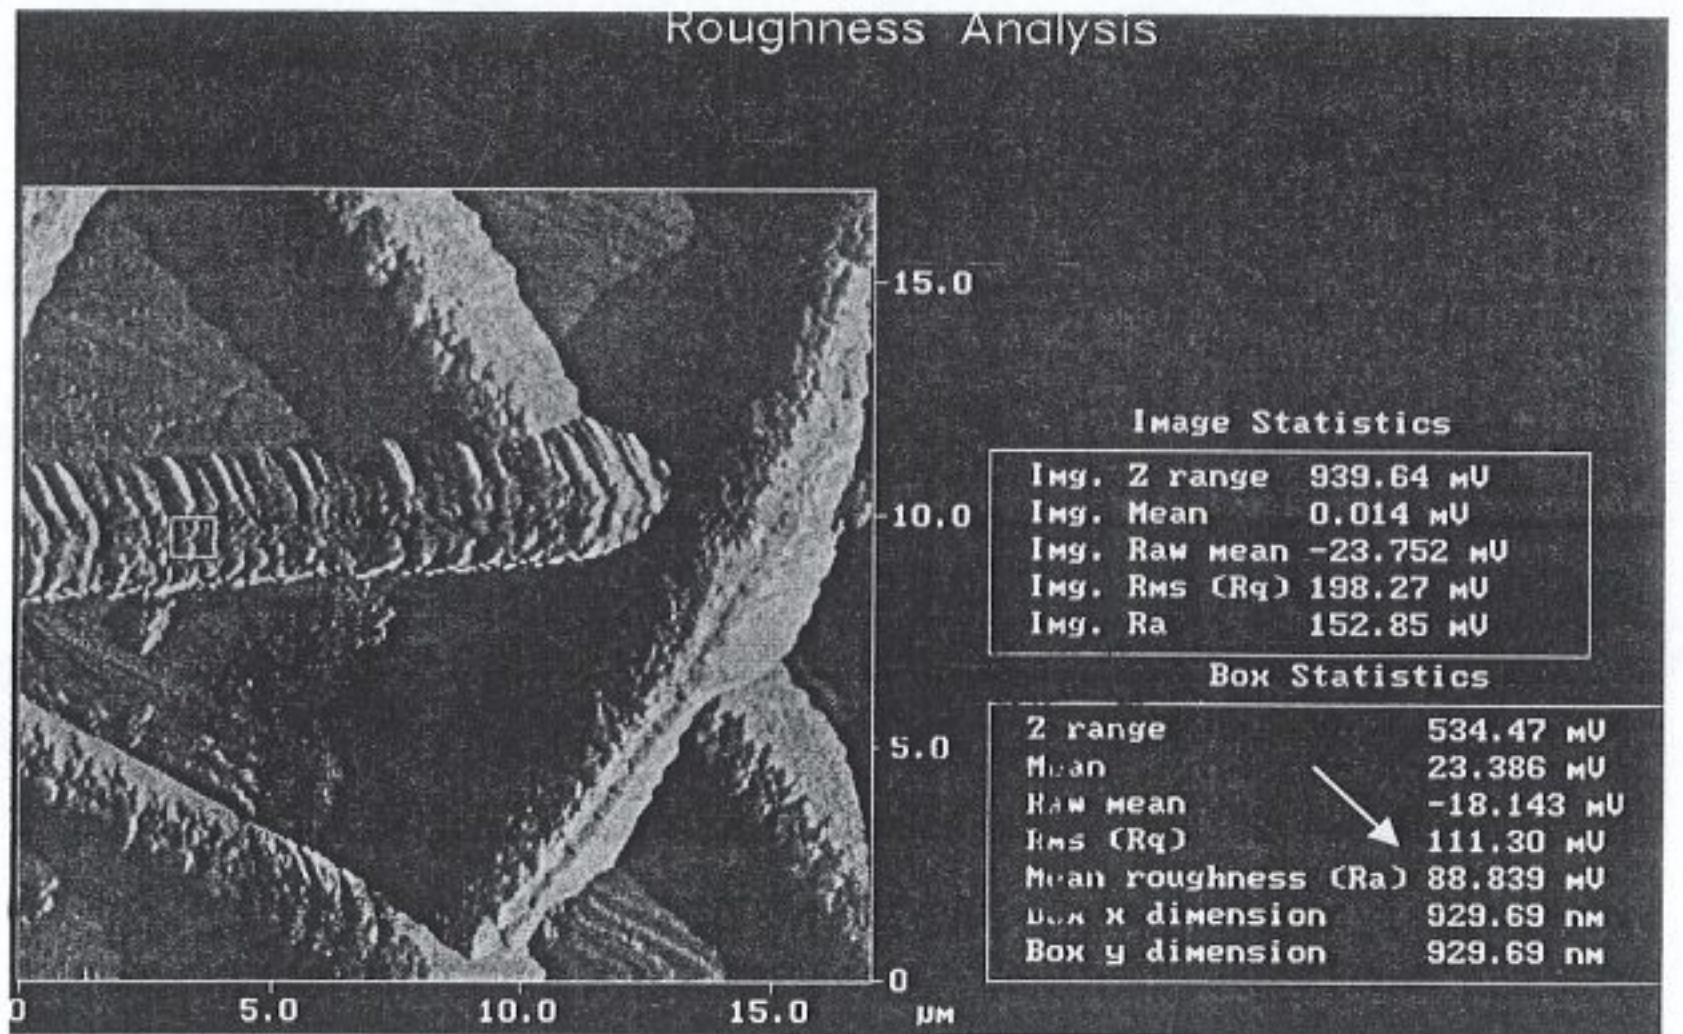 Roughness Analysis
15.0
10.0
5.0
0
0 5.0 10.0 15.0 µM
Image Statistics
Img. Z range 939.64 mV
Img. Mean 0.014 mV
Img. Raw mean -23.752 mV
Img. Rms (Rq) 198.27 mV
Img. Ra 152.85 mV
Box Statistics
Z range 534.47 mV
Mean 23.386 mV
Raw mean -18.143 mV
Rms (Rq) 111.30 mV
Mean roughness (Ra) 88.839 mV
Box x dimension 929.69 nm
Box y dimension 929.69 nm